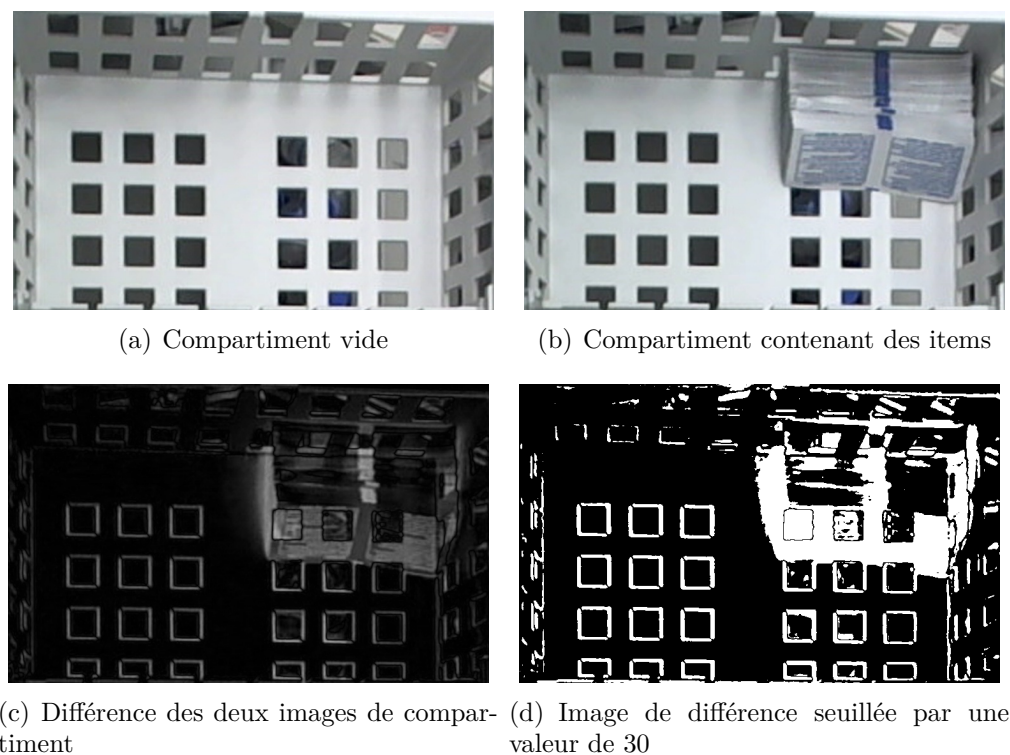 (a) Compartiment vide
(b) Compartiment contenant des items
(c) Différence des deux images de compar-
timent
(d) Image de différence seuillée par une
valeur de 30